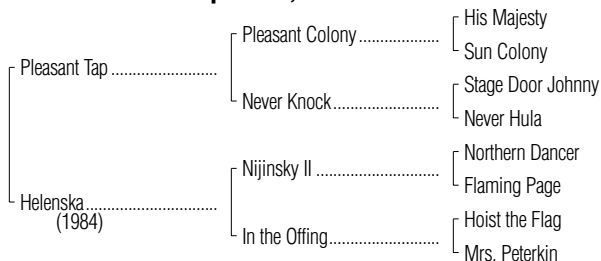 His Majesty
Pleasant Colony ..................
Sun Colony
Pleasant Tap ........................
Stage Door Johnny
Never Knock........................
Never Hula
Northern Dancer
Nijinsky II ............................
Flaming Page
Helenska..............................
(1984)
Hoist the Flag
In the Offing.........................
Mrs. Peterkin